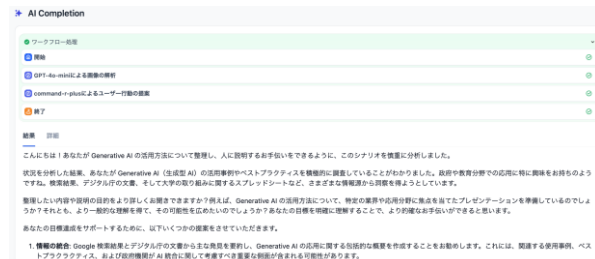 AI Completion
ワークフロー処理
開始
GPT-4o-miniによる画像の解析
command-r-plusによるユーザー行動の提案
終了
結果 詳細
こんにちは！あなたが Generative AI の活用方法について整理し、人に説明するお手伝いをできるように、このシナリオを慎重に分析しました。
状況を分析した結果、あなたが Generative AI（生成型 AI）の活用事例やベストプラクティスを積極的に調査していることがわかりました。政府や教育分野での応用に特に興味をお持ちのよう
ですね。検索結果、デジタル庁の文書、そして大学の取り組みに関するスプレッドシートなど、さまざまな情報源から洞察を得ようとしています。
整理したい内容や説明の目的をより詳しくお聞きできますか？例えば、Generative AI の活用方法について、特定の業界や応用分野に焦点を当てたプレゼンテーションを準備しているのでしょ
うか？それとも、より一般的な理解を得て、その可能性を広めたいのでしょうか？あなたの目標を明確に理解することで、より的確なお手伝いができると思います。
あなたの目標達成をサポートするために、以下いくつかの提案をさせていただきます。
1. 情報の統合: Google 検索結果とデジタル庁の文書から主な発見を要約し、Generative AI の応用に関する包括的な概要を作成することをお勧めします。これには、関連する使用事例、ベスト
プラクラクティス、および政府機関が AI 統合に関して考慮すべき重要な側面が含まれる可能性があります。